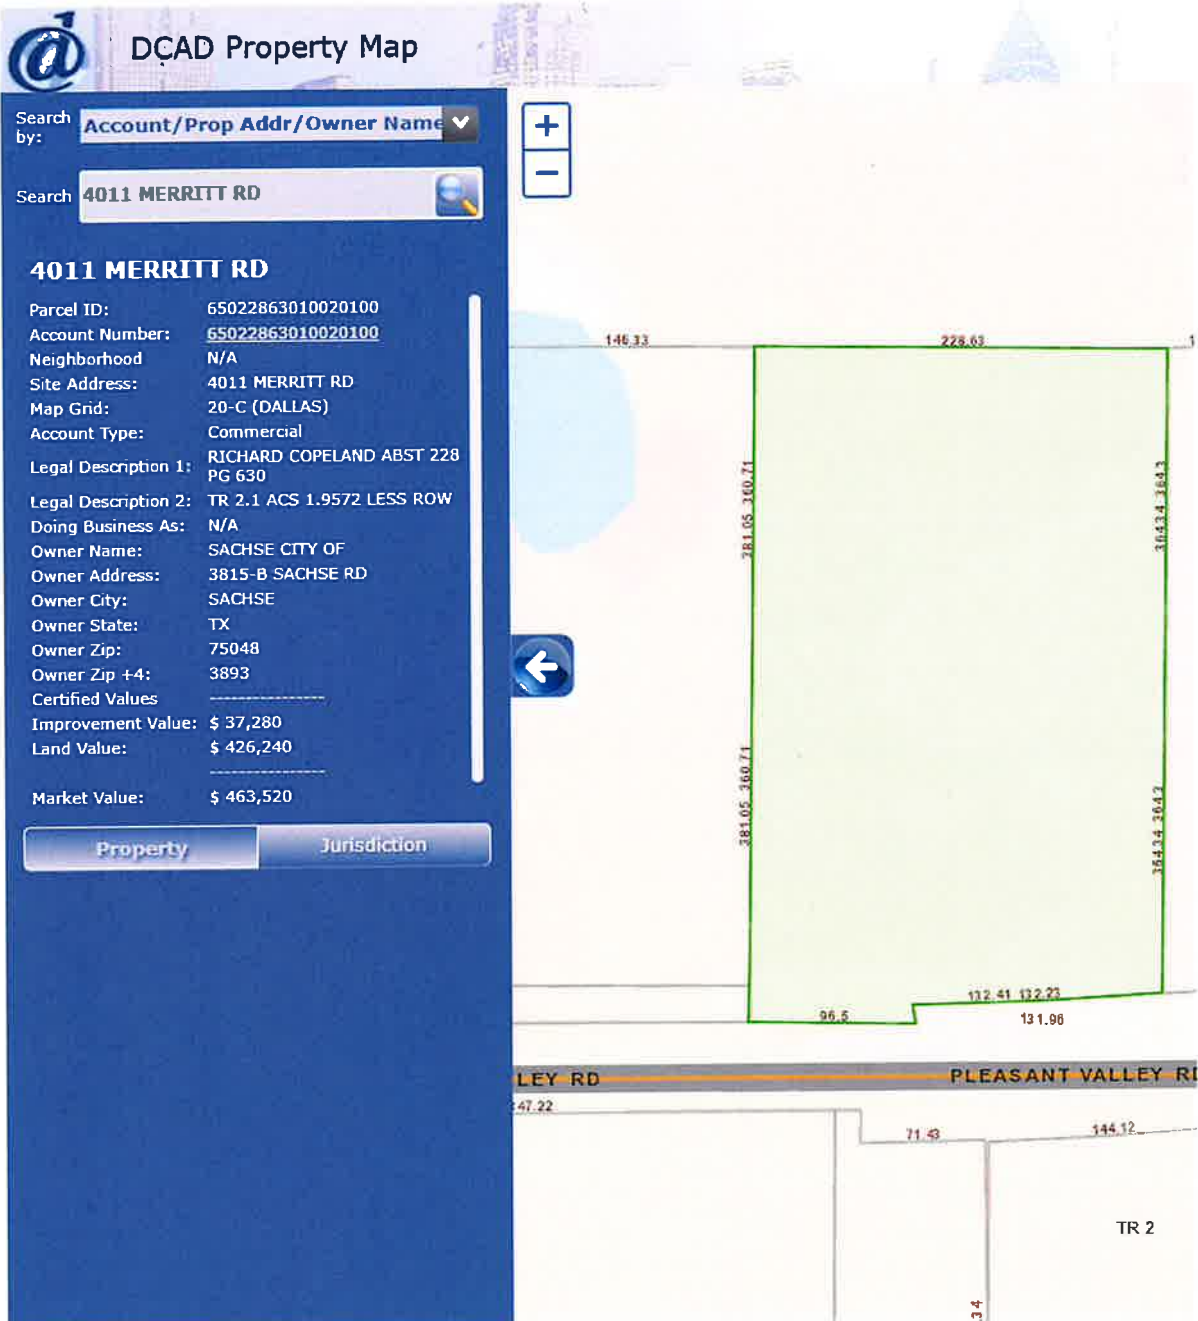 DCAD Property Map
Search by:
Account/Prop Addr/Owner Name
Search
4011 MERRITT RD
4011 MERRITT RD
Parcel ID: 65022863010020100
Account Number: 65022863010020100
Neighborhood N/A
Site Address: 4011 MERRITT RD
Map Grid: 20-C (DALLAS)
Account Type: Commercial
Legal Description 1: RICHARD COPELAND ABST 228
PG 630
Legal Description 2: TR 2.1 ACS 1.9572 LESS ROW
Doing Business As: N/A
Owner Name: SACHSE CITY OF
Owner Address: 3815-B SACHSE RD
Owner City: SACHSE
Owner State: TX
Owner Zip: 75048
Owner Zip +4: 3893
Certified Values --------------------
Improvement Value: $ 37,280
Land Value: $ 426,240
--------------------
Market Value: $ 463,520
Property
Jurisdiction
+
−
146.33
228.63
1
381.05 360.71
364.34 364.3
381.05 360.71
364.34 364.3
96.5
132.41 132.23
131.96
LEY RD
PLEASANT VALLEY RD
47.22
71.43
144.12
TR 2
.34